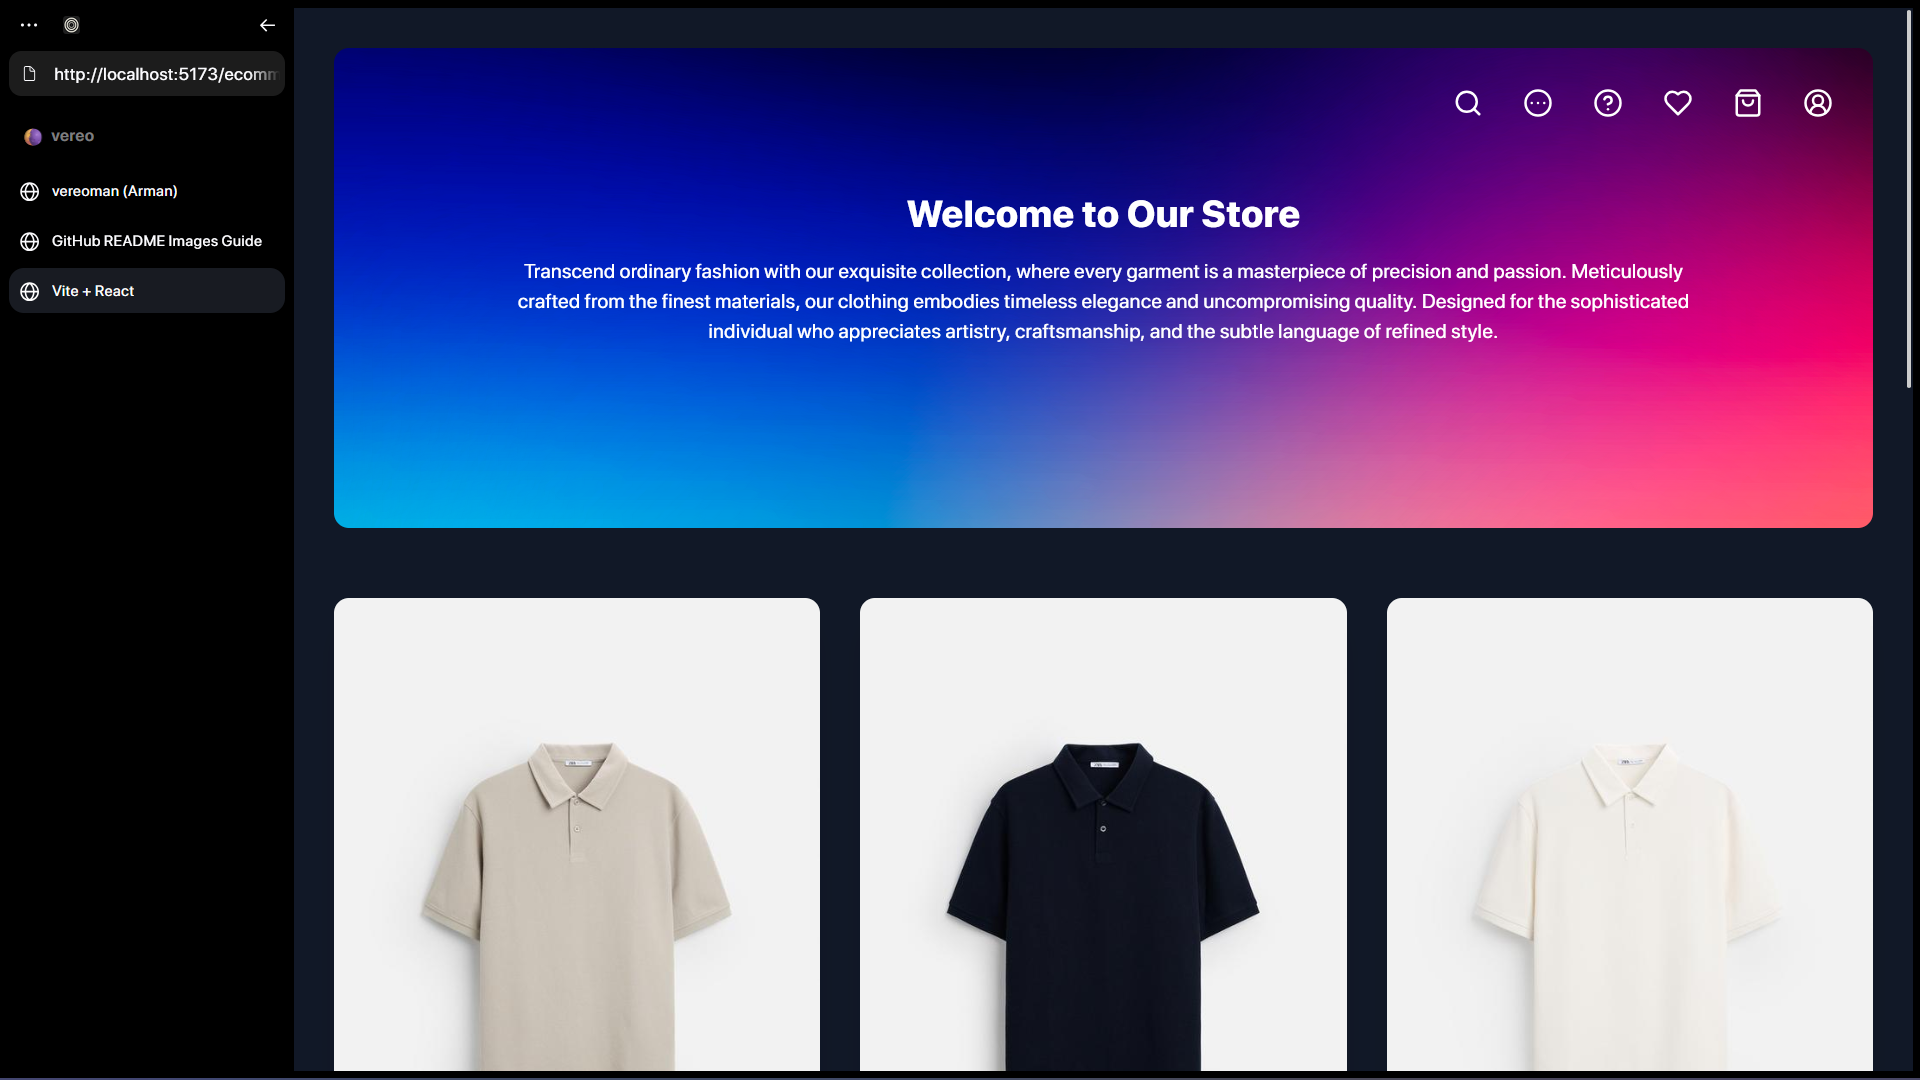 http://localhost:5173/ecomm
vereo
vereoman (Arman)
GitHub README Images Guide
Vite + React
Welcome to Our Store
Transcend ordinary fashion with our exquisite collection, where every garment is a masterpiece of precision and passion. Meticulously
crafted from the finest materials, our clothing embodies timeless elegance and uncompromising quality. Designed for the sophisticated
individual who appreciates artistry, craftsmanship, and the subtle language of refined style.